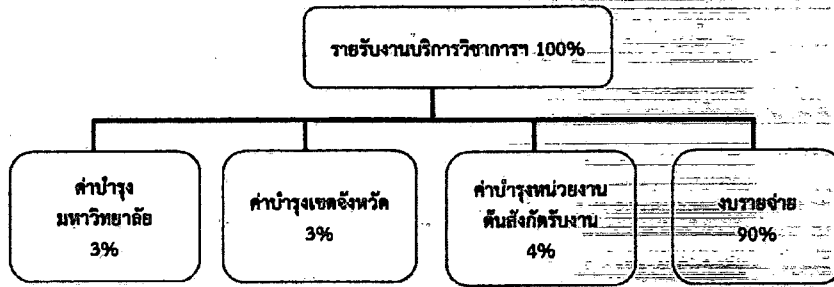 รายรับงานบริการวิชาการฯ 100%
ค่าบำรุง
มหาวิทยาลัย
3%
ค่าบำรุงเขตจังหวัด
3%
ค่าบำรุงหน่วยงาน
ต้นสังกัดรับงาน
4%
งบรายจ่าย
90%